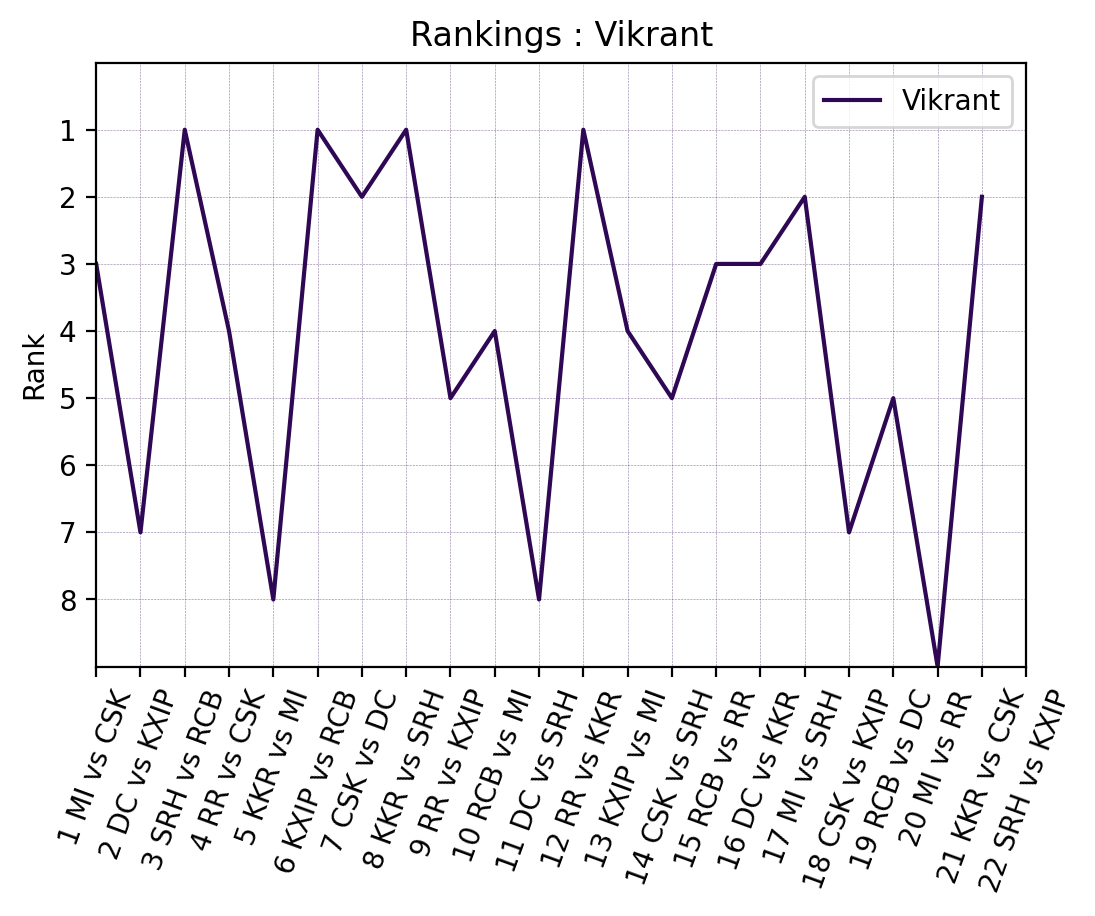 Rankings : Vikrant
Vikrant
Rank
1
2
3
4
5
6
7
8
1 MI vs CSK
2 DC vs KXIP
3 SRH vs RCB
4 RR vs CSK
5 KKR vs MI
6 KXIP vs RCB
7 CSK vs DC
8 KKR vs SRH
9 RR vs KXIP
10 RCB vs MI
11 DC vs SRH
12 RR vs KKR
13 KXIP vs MI
14 CSK vs SRH
15 RCB vs RR
16 DC vs KKR
17 MI vs SRH
18 CSK vs KXIP
19 RCB vs DC
20 MI vs RR
21 KKR vs CSK
22 SRH vs KXIP